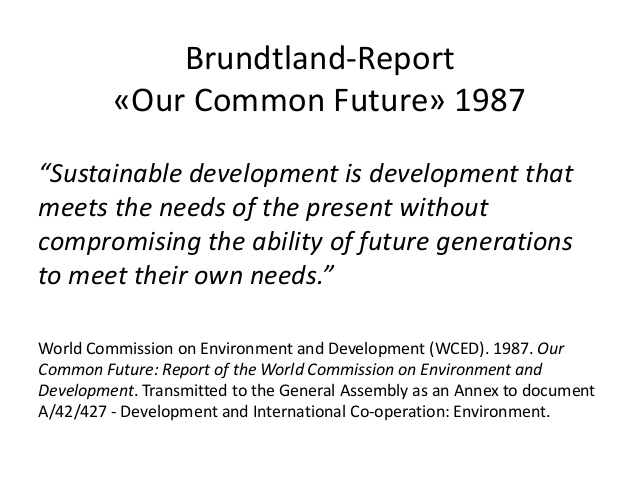 Brundtland-Report
«Our Common Future» 1987
“Sustainable development is development that
meets the needs of the present without
compromising the ability of future generations
to meet their own needs.”
World Commission on Environment and Development (WCED). 1987. Our
Common Future: Report of the World Commission on Environment and
Development. Transmitted to the General Assembly as an Annex to document
A/42/427 - Development and International Co-operation: Environment.